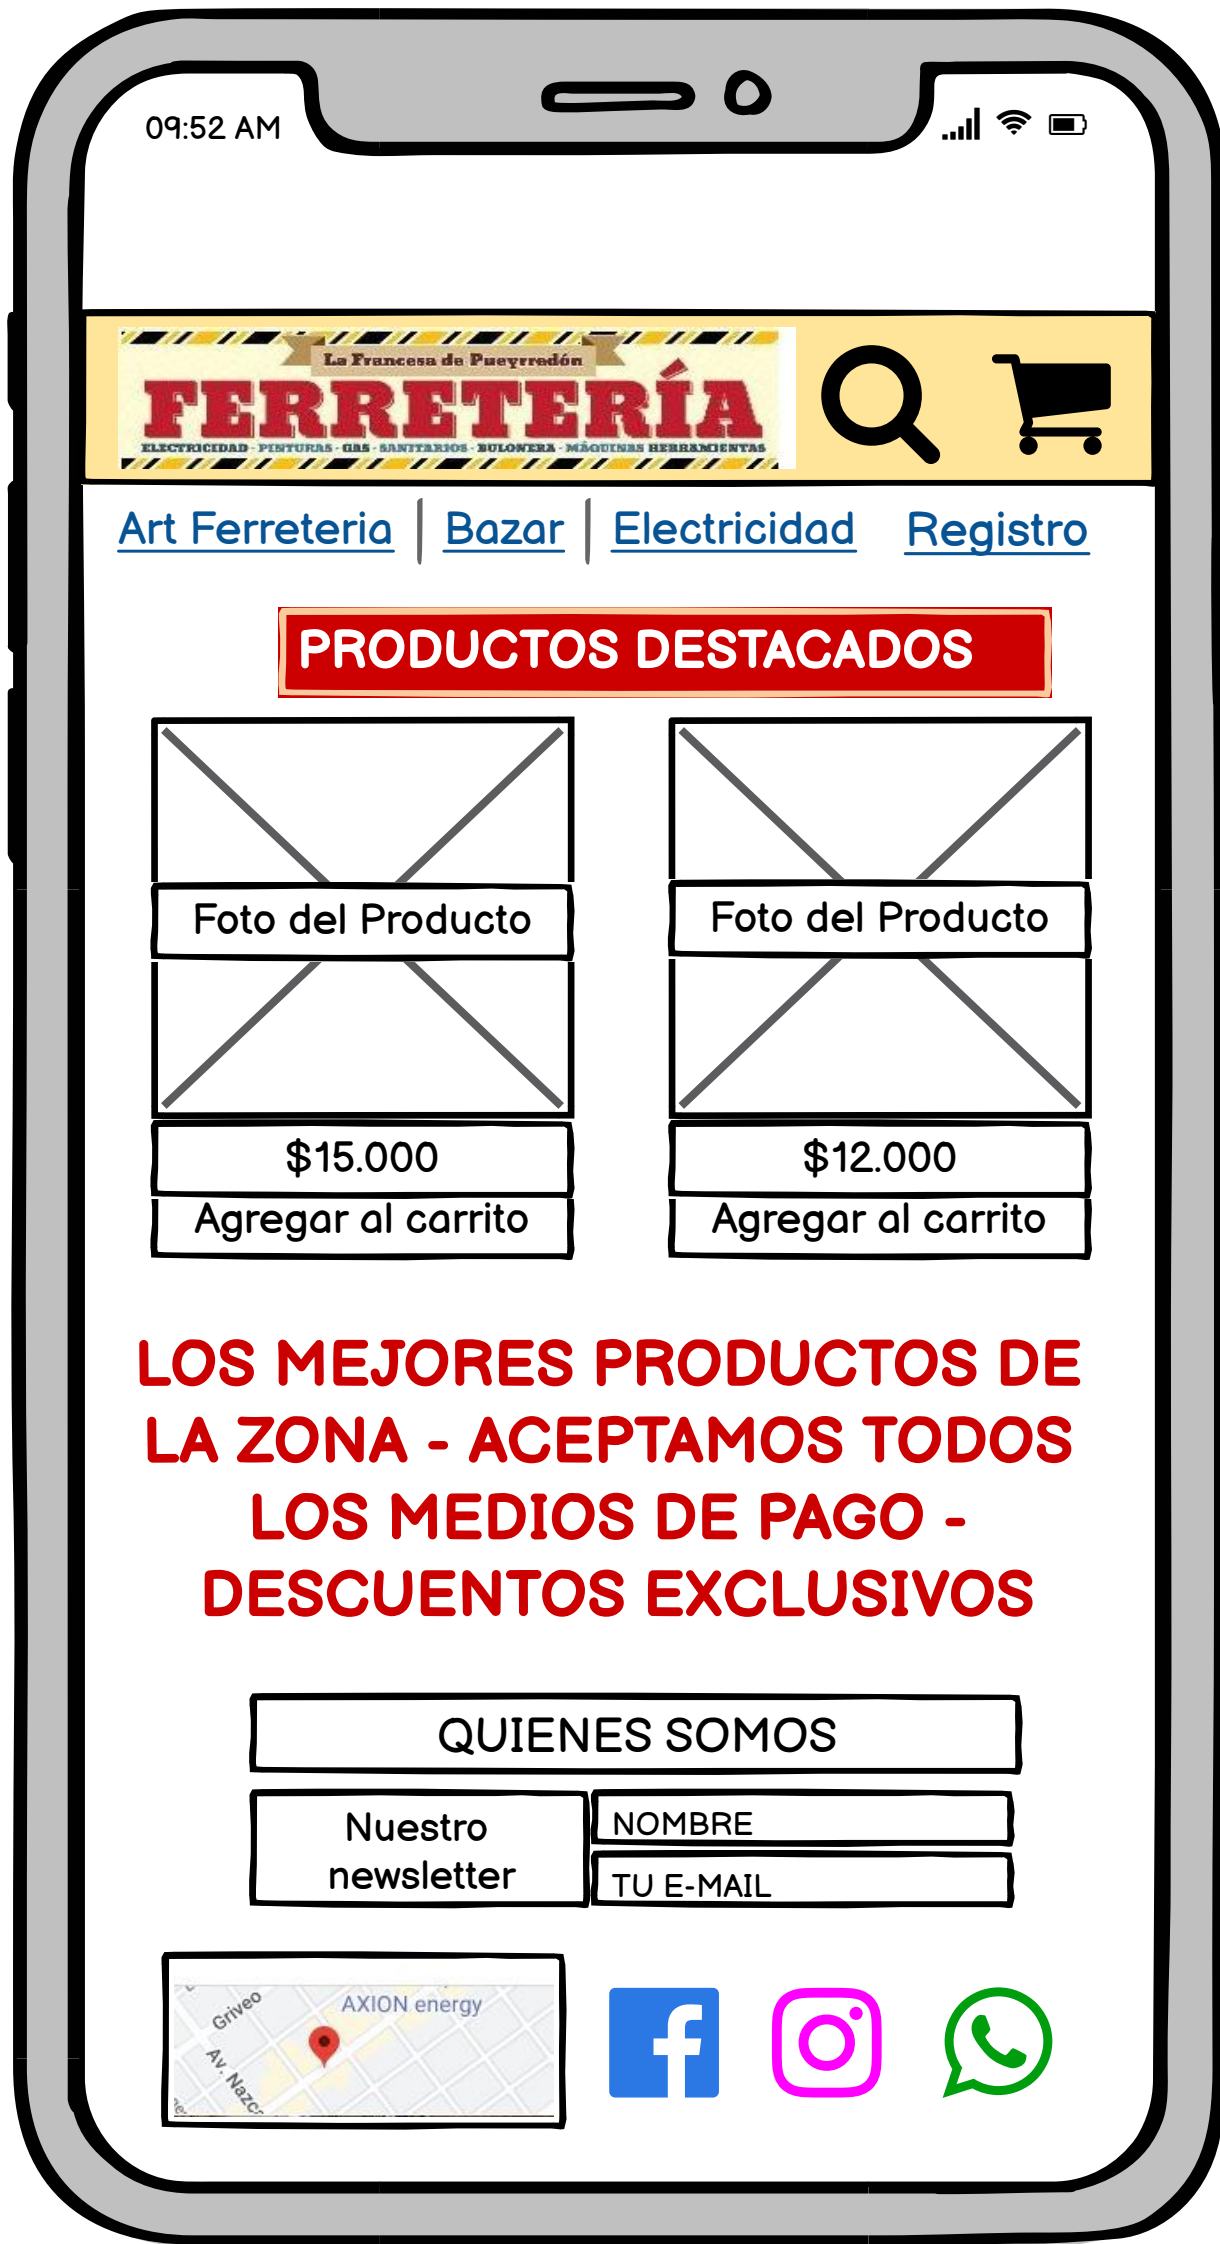 09:52 AM
La Francesa de Pueyrredón
FERRETERÍA
ELECTRICIDAD - PINTURAS - GAS - SANITARIOS - BULONERA - MÁQUINAS HERRAMIENTAS
Art Ferreteria | Bazar | Electricidad Registro
PRODUCTOS DESTACADOS
Foto del Producto Foto del Producto
$15.000 $12.000
Agregar al carrito Agregar al carrito
LOS MEJORES PRODUCTOS DE
LA ZONA - ACEPTAMOS TODOS
LOS MEDIOS DE PAGO -
DESCUENTOS EXCLUSIVOS
QUIENES SOMOS
Nuestro
newsletter
NOMBRE
TU E-MAIL
Griveo
AXION energy
Av. Nazca